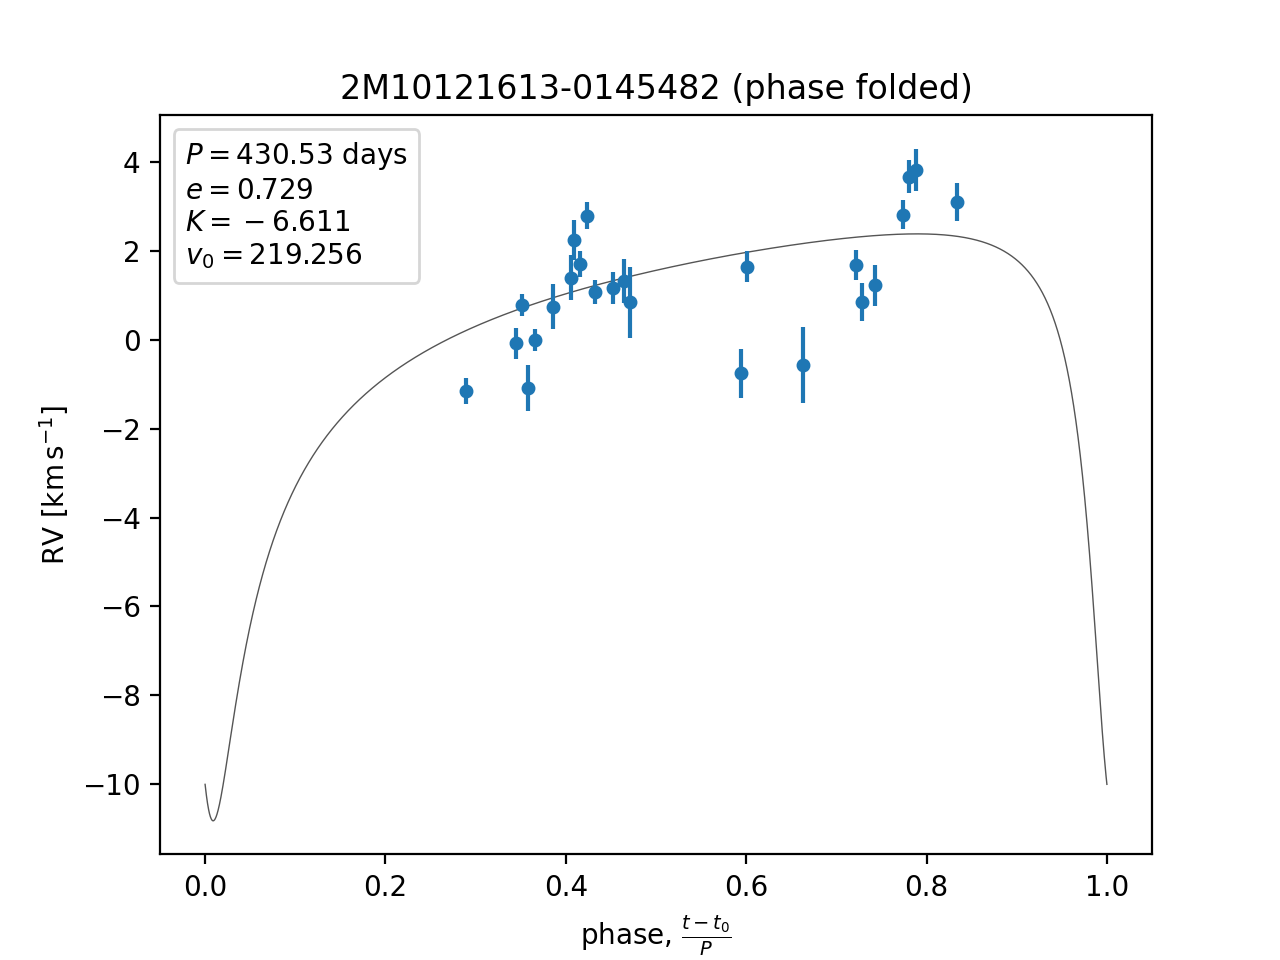 2M10121613-0145482 (phase folded)
P = 430.53 days
e = 0.729
K = −6.611
v₀ = 219.256
4
2
0
−2
−4
−6
−8
−10
RV [km s⁻¹]
0.0 0.2 0.4 0.6 0.8 1.0
phase, (t − t₀)/P